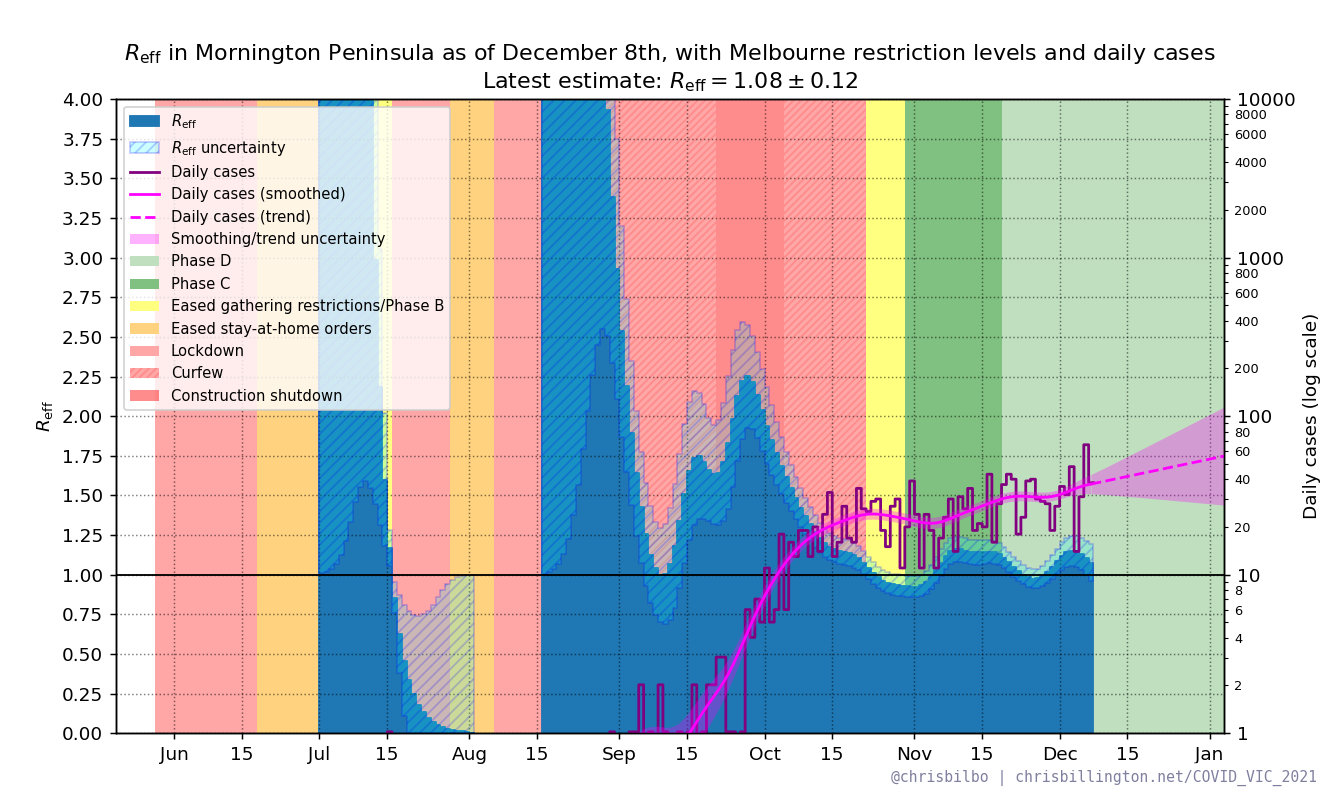 Reff in Mornington Peninsula as of December 8th, with Melbourne restriction levels and daily cases
Latest estimate: Reff = 1.08 ± 0.12
Reff
Reff uncertainty
Daily cases
Daily cases (smoothed)
Daily cases (trend)
Smoothing/trend uncertainty
Phase D
Phase C
Eased gathering restrictions/Phase B
Eased stay-at-home orders
Lockdown
Curfew
Construction shutdown
Reff
4.00
3.75
3.50
3.25
3.00
2.75
2.50
2.25
2.00
1.75
1.50
1.25
1.00
0.75
0.50
0.25
0.00
10000
8000
6000
4000
2000
1000
800
600
400
200
100
80
60
40
20
10
8
6
4
2
1
Daily cases (log scale)
Jun 15 Jul 15 Aug 15 Sep 15 Oct 15 Nov 15 Dec 15 Jan
@chrisbilbo | chrisbillington.net/COVID_VIC_2021